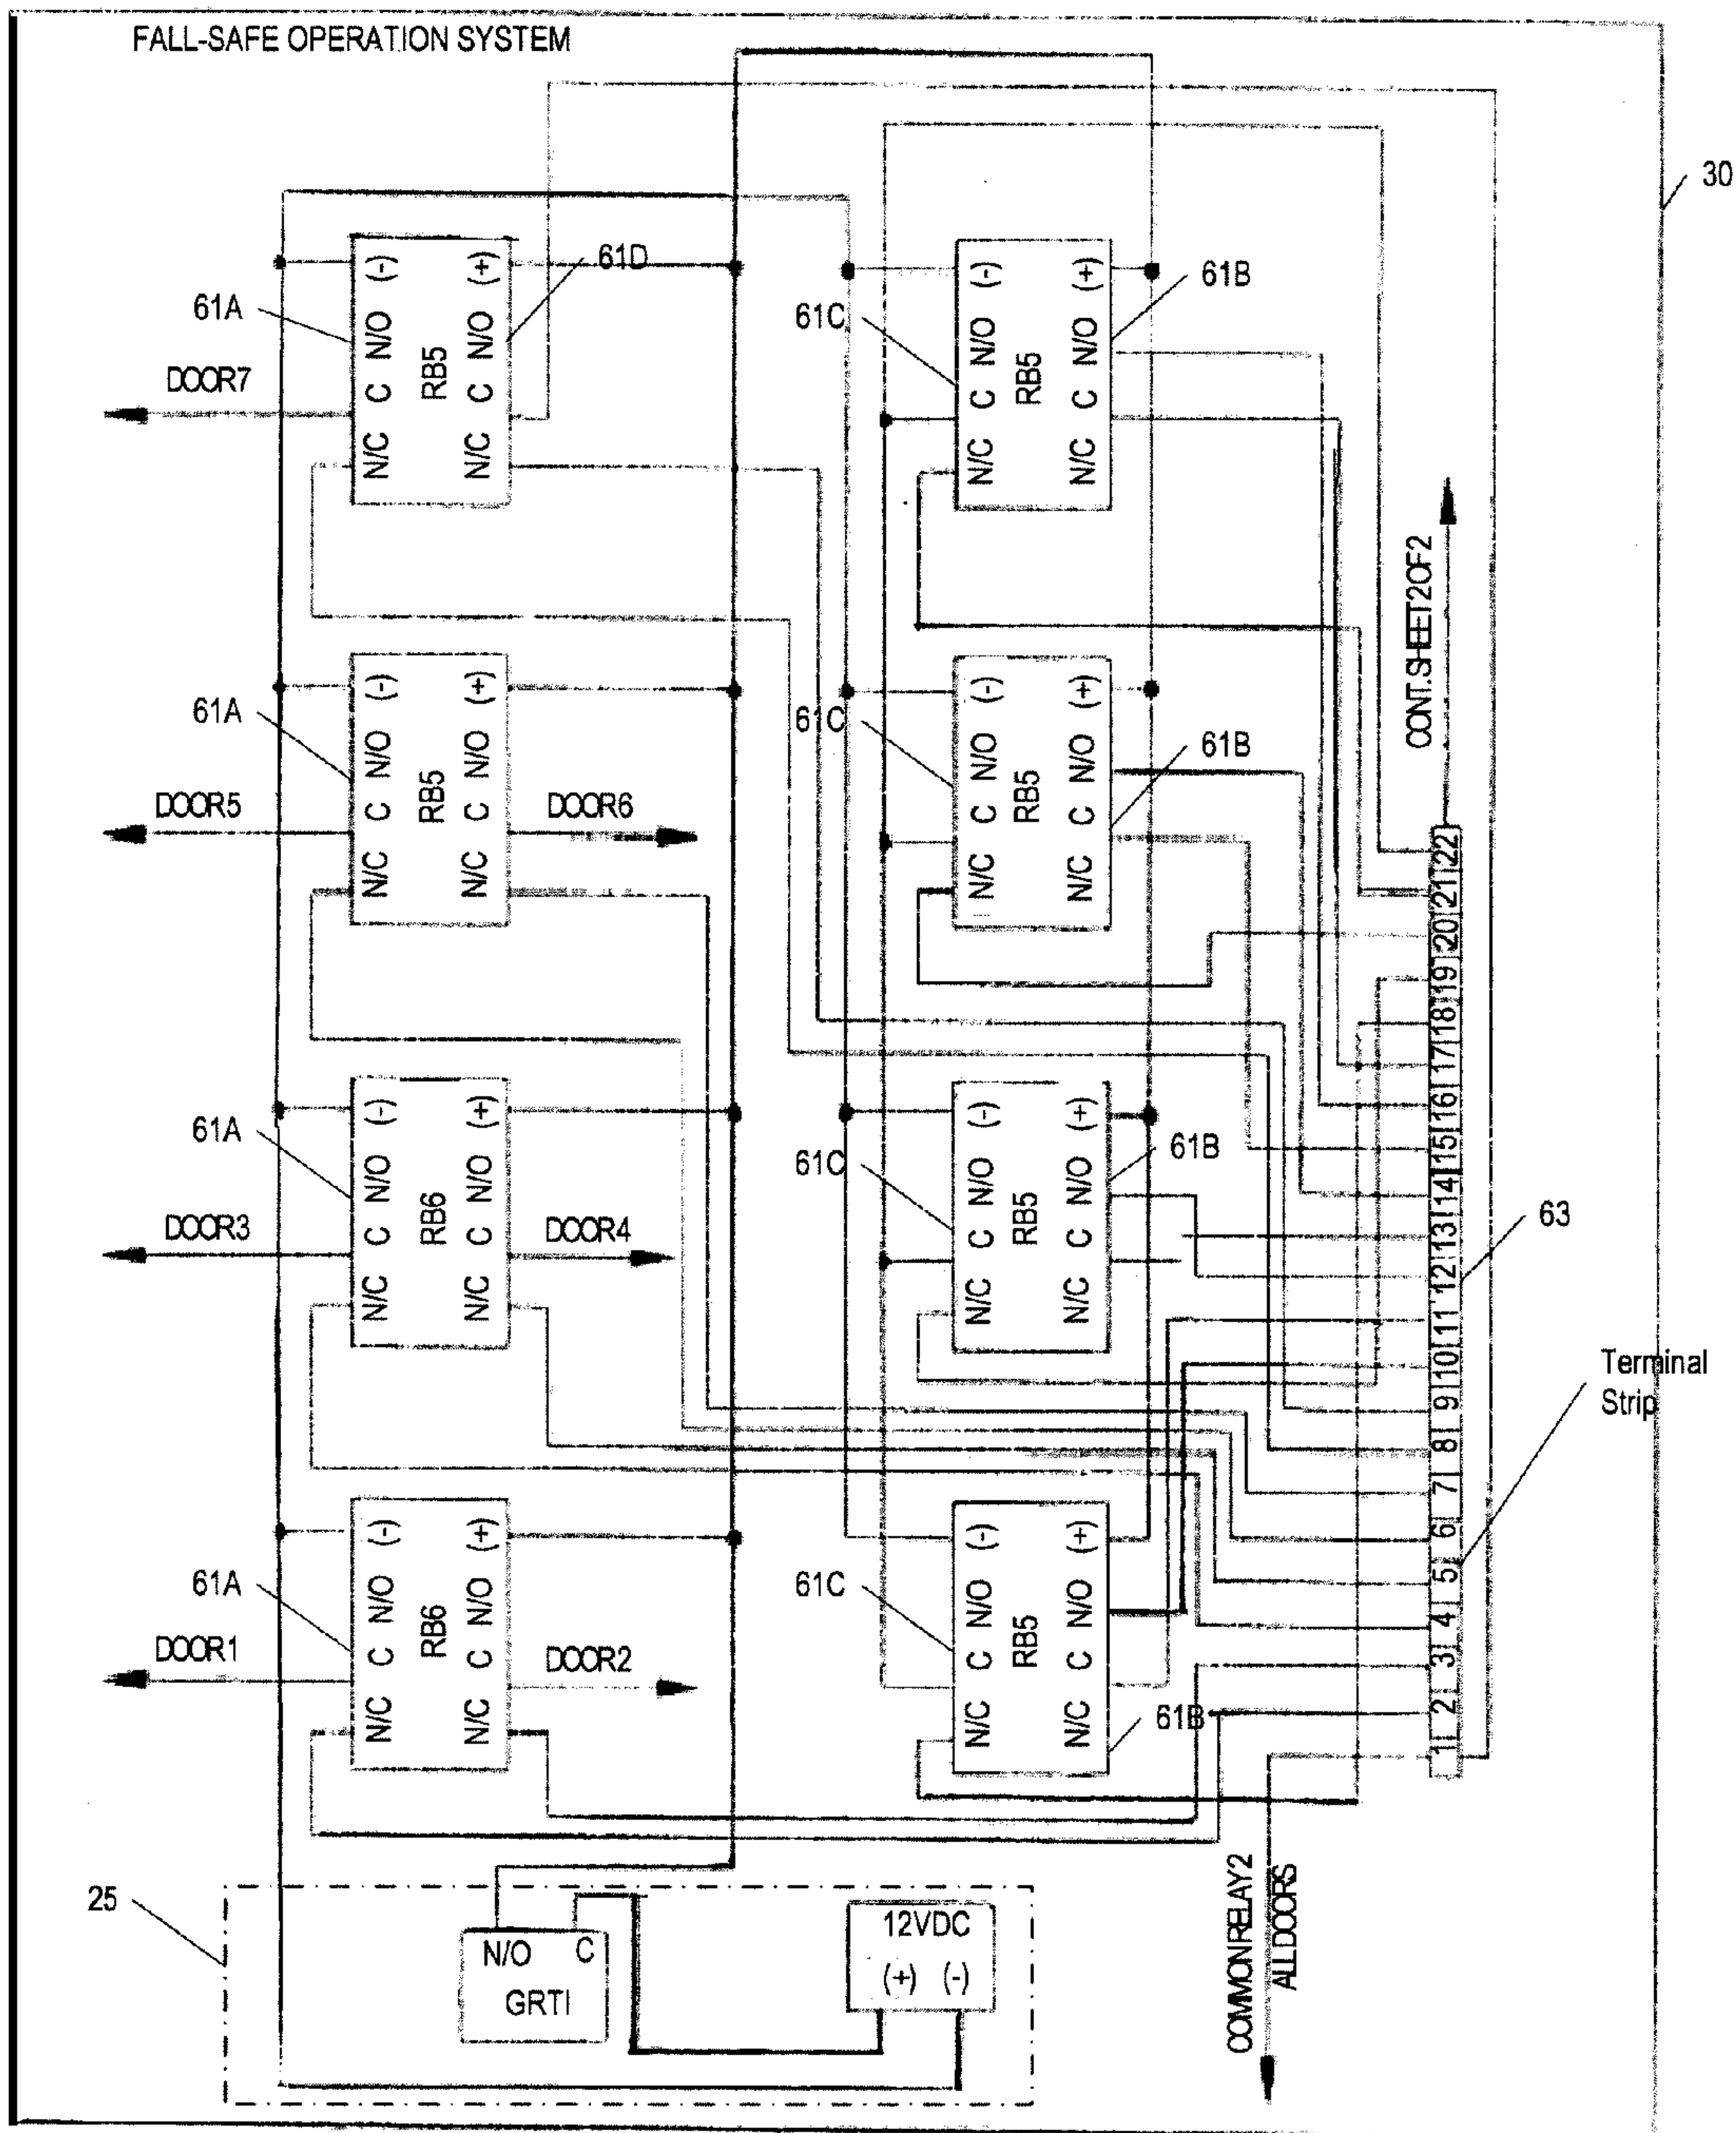 FALL-SAFE OPERATION SYSTEM
30
61A
(-) N/O C N/C
RB5
(+) N/O C N/C
61D
DOOR7
61C
(-) N/O C N/C
RB5
(+) N/O C N/C
61B
61A
(-) N/O C N/C
RB5
(+) N/O C N/C
DOOR5
DOOR6
61C
(-) N/O C N/C
RB5
(+) N/O C N/C
61B
CONT.SHEET2OF2
61A
(-) N/O C N/C
RB6
(+) N/O C N/C
DOOR3
DOOR4
61C
(-) N/O C N/C
RB5
(+) N/O C N/C
61B
63
Terminal
Strip
61A
(-) N/O C N/C
RB6
(+) N/O C N/C
DOOR1
DOOR2
61C
(-) N/O C N/C
RB5
(+) N/O C N/C
61B
1 2 3 4 5 6 7 8 9 10 11 12 13 14 15 16 17 18 19 20 21 22
25
N/O C
GRTI
12VDC
(+) (-)
COMMONRELAY2
ALLDOORS